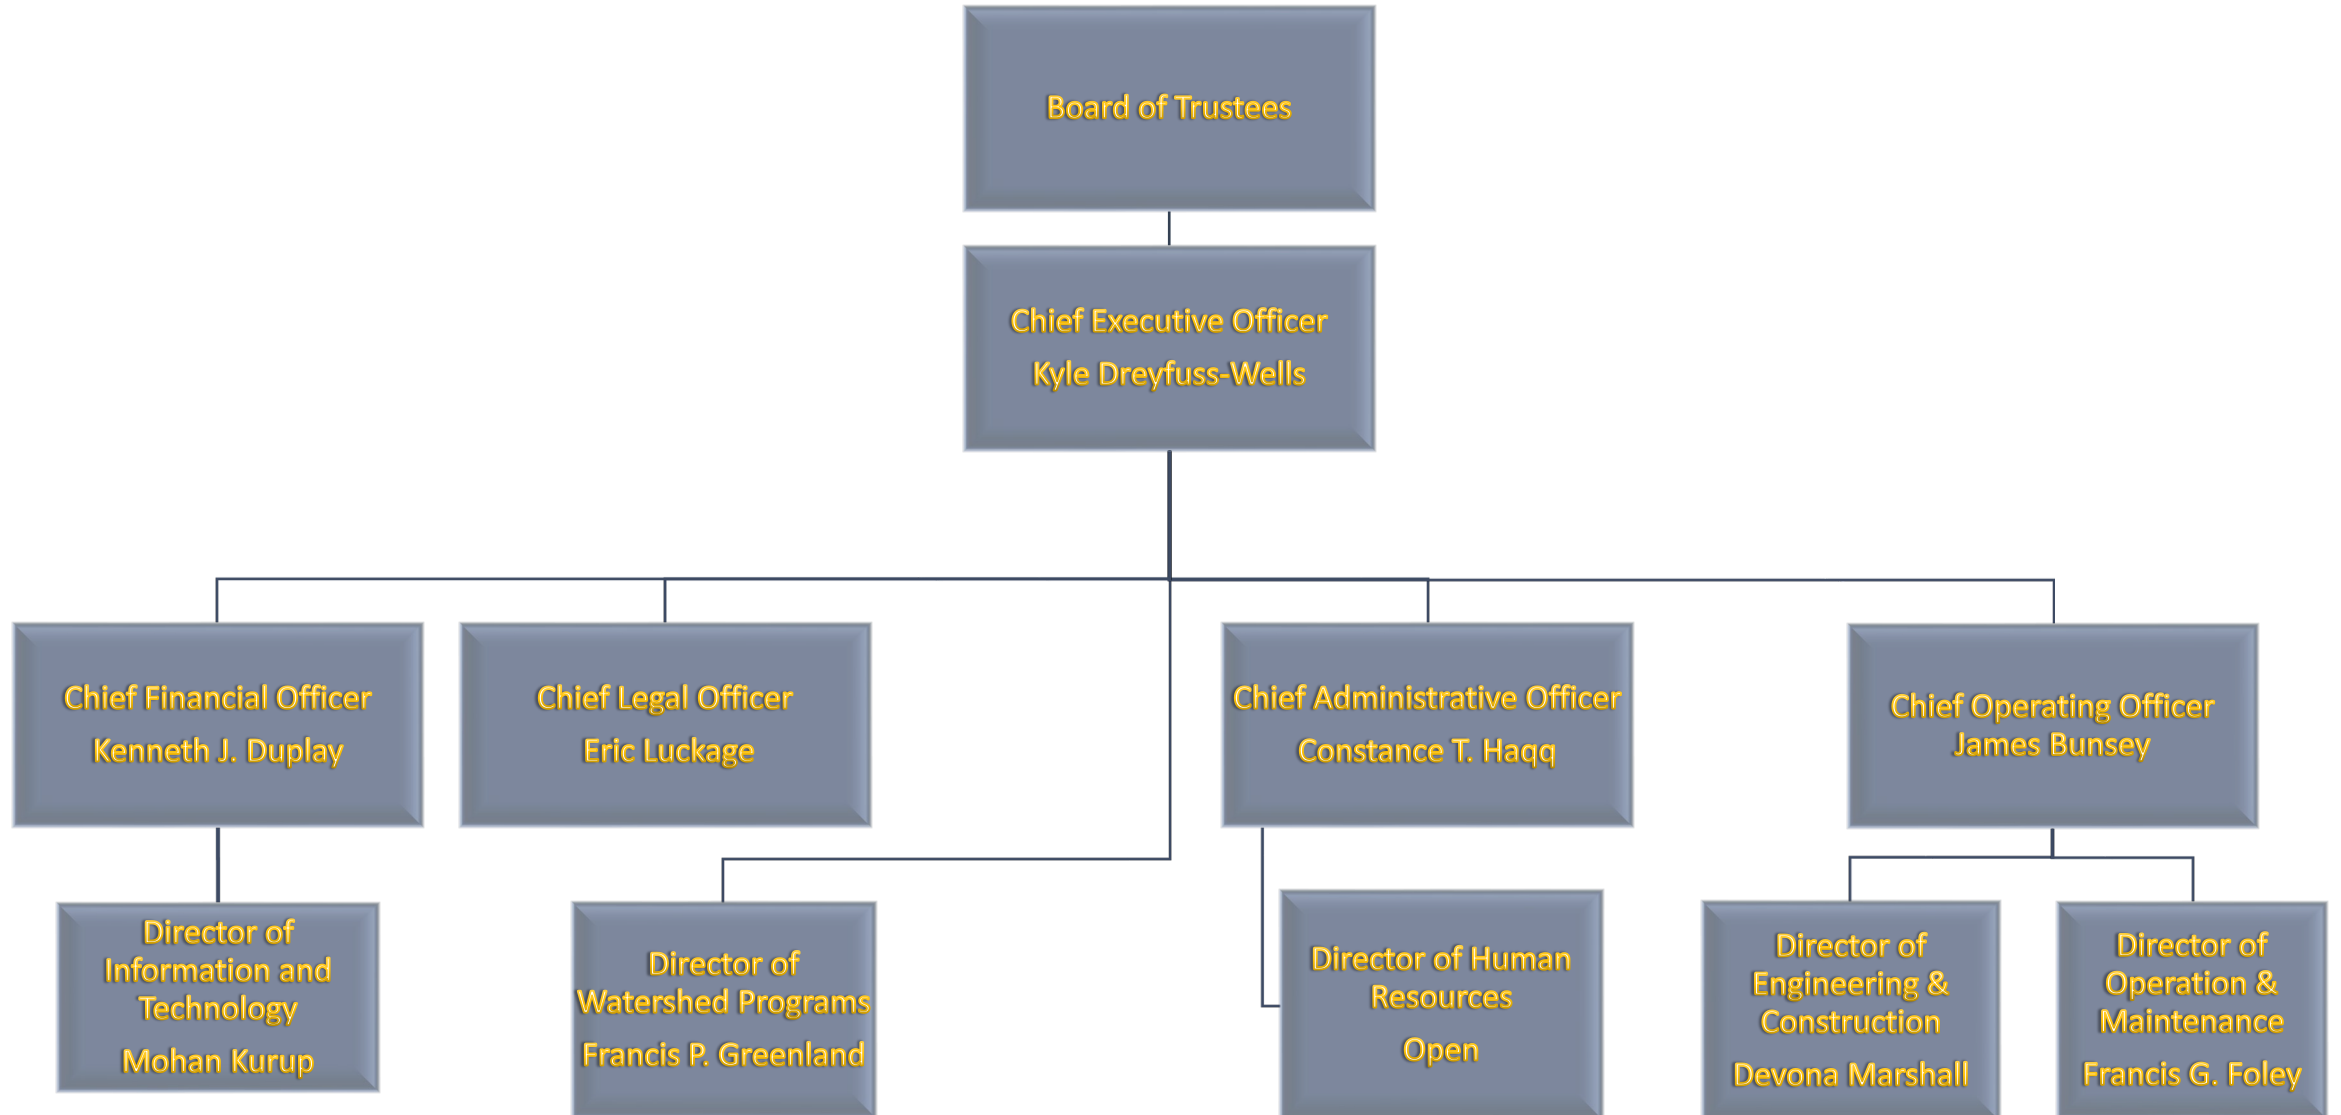 Board of Trustees
Chief Executive Officer
Kyle Dreyfuss-Wells
Chief Financial Officer
Kenneth J. Duplay
Chief Legal Officer
Eric Luckage
Chief Administrative Officer
Constance T. Haqq
Chief Operating Officer
James Bunsey
Director of
Information and
Technology
Mohan Kurup
Director of
Watershed Programs
Francis P. Greenland
Director of Human
Resources
Open
Director of
Engineering &
Construction
Devona Marshall
Director of
Operation &
Maintenance
Francis G. Foley